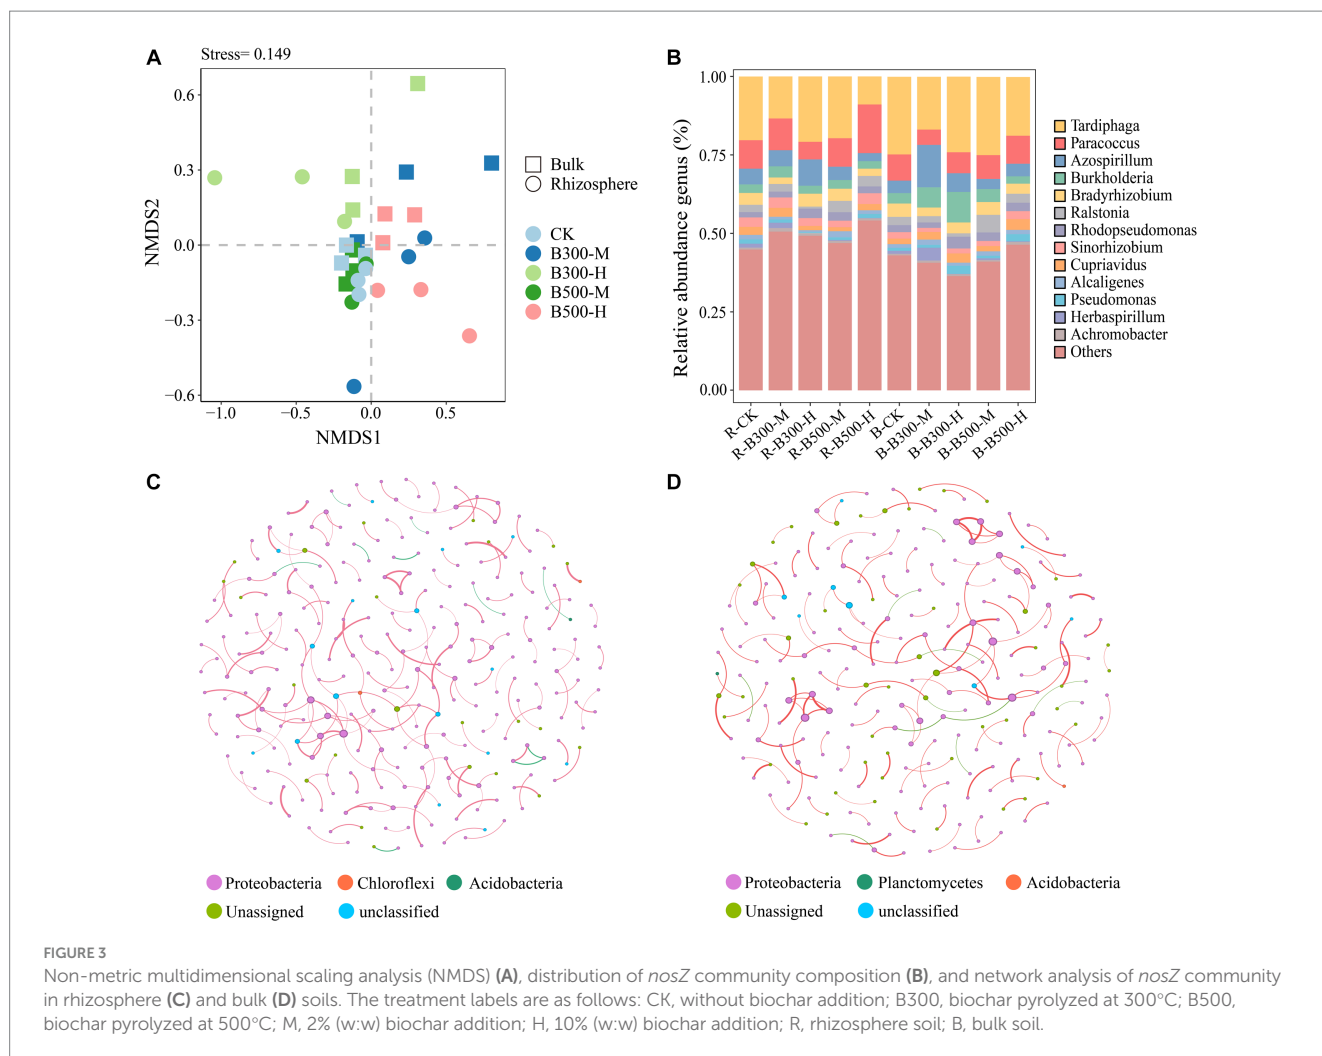 A
Stress= 0.149
NMDS2
0.6
0.3
0.0
−0.3
−0.6
−1.0
−0.5
0.0
0.5
NMDS1
Bulk
Rhizosphere
CK
B300-M
B300-H
B500-M
B500-H
B
Relative abundance genus (%)
1.00
0.75
0.50
0.25
0.00
R-CK
R-B300-M
R-B300-H
R-B500-M
R-B500-H
B-CK
B-B300-M
B-B300-H
B-B500-M
B-B500-H
Tardiphaga
Paracoccus
Azospirillum
Burkholderia
Bradyrhizobium
Ralstonia
Rhodopseudomonas
Sinorhizobium
Cupriavidus
Alcaligenes
Pseudomonas
Herbaspirillum
Achromobacter
Others
C
Proteobacteria
Chloroflexi
Acidobacteria
Unassigned
unclassified
D
Proteobacteria
Planctomycetes
Acidobacteria
Unassigned
unclassified
FIGURE 3
Non-metric multidimensional scaling analysis (NMDS) (A), distribution of nosZ community composition (B), and network analysis of nosZ community
in rhizosphere (C) and bulk (D) soils. The treatment labels are as follows: CK, without biochar addition; B300, biochar pyrolyzed at 300°C; B500,
biochar pyrolyzed at 500°C; M, 2% (w:w) biochar addition; H, 10% (w:w) biochar addition; R, rhizosphere soil; B, bulk soil.